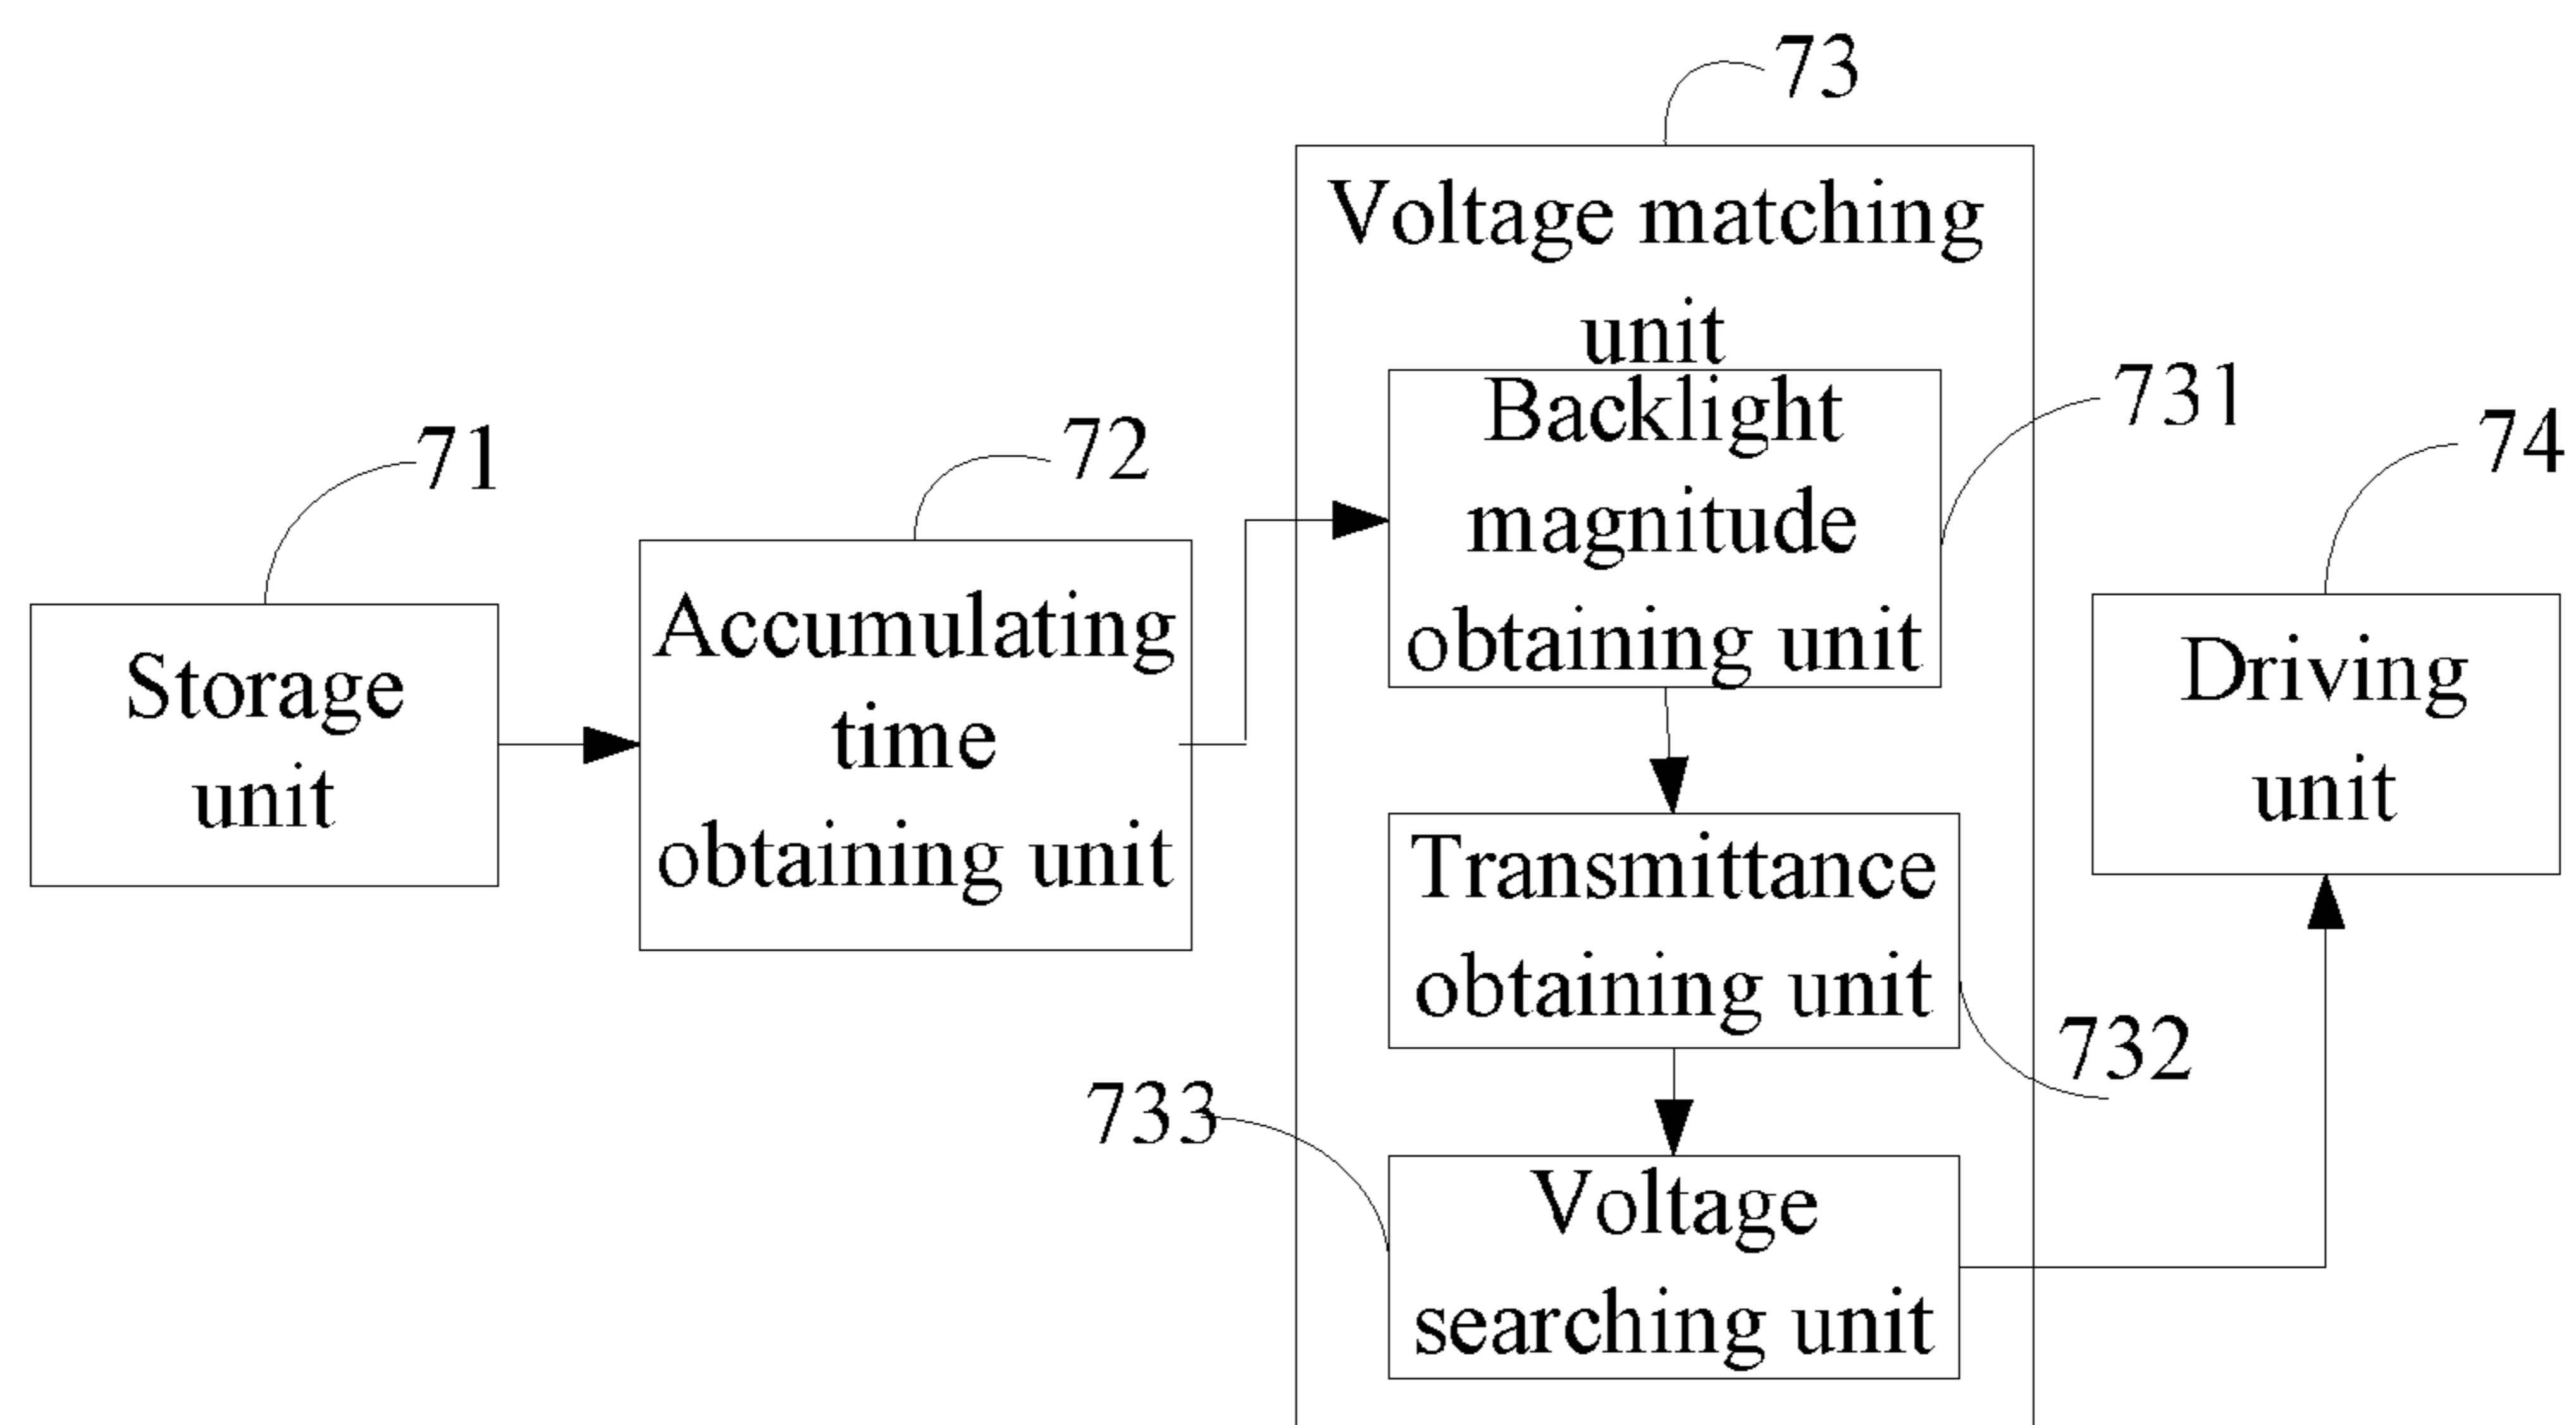 73
Voltage matching
unit
731
Backlight
magnitude
obtaining unit
71
72
74
Storage
unit
Accumulating
time
obtaining unit
Driving
unit
Transmittance
obtaining unit
732
733
Voltage
searching unit